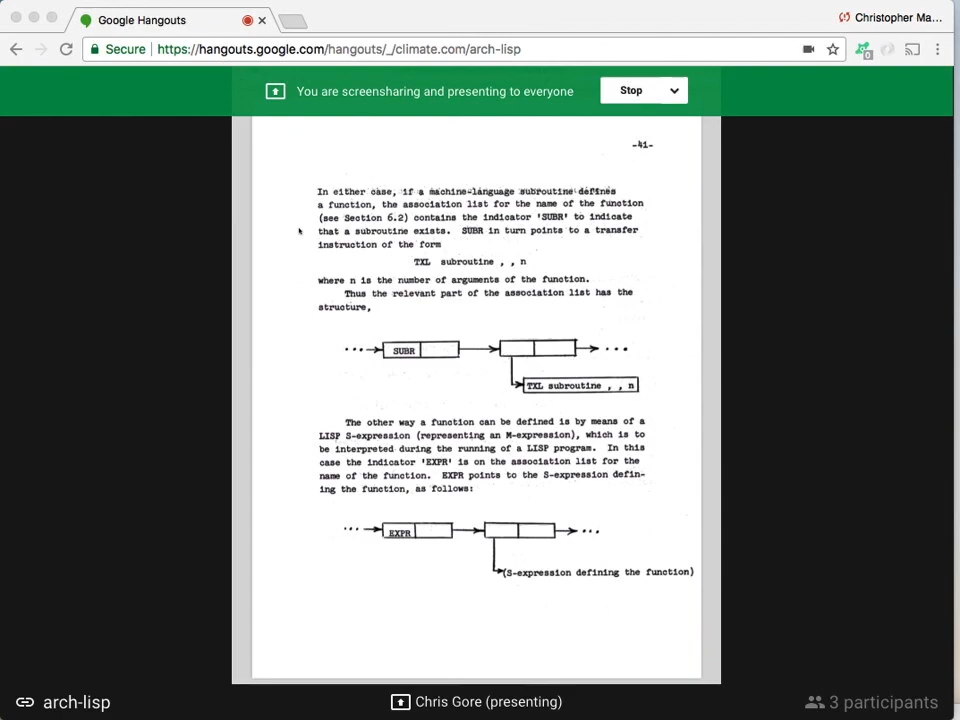 Google Hangouts
Christopher Ma...
Secure https://hangouts.google.com/hangouts/_/climate.com/arch-lisp
0
You are screensharing and presenting to everyone
Stop
-41-
In either case, if a machine-language subroutine defines
a function, the association list for the name of the function
(see Section 6.2) contains the indicator 'SUBR' to indicate
that a subroutine exists. SUBR in turn points to a transfer
instruction of the form
TXL subroutine , , n
where n is the number of arguments of the function.
Thus the relevant part of the association list has the
structure,
... SUBR ...
TXL subroutine , , n
The other way a function can be defined is by means of a
LISP S-expression (representing an M-expression), which is to
be interpreted during the running of a LISP program. In this
case the indicator 'EXPR' is on the association list for the
name of the function. EXPR points to the S-expression defin-
ing the function, as follows:
... EXPR ...
(S-expression defining the function)
arch-lisp
Chris Gore (presenting)
3 participants